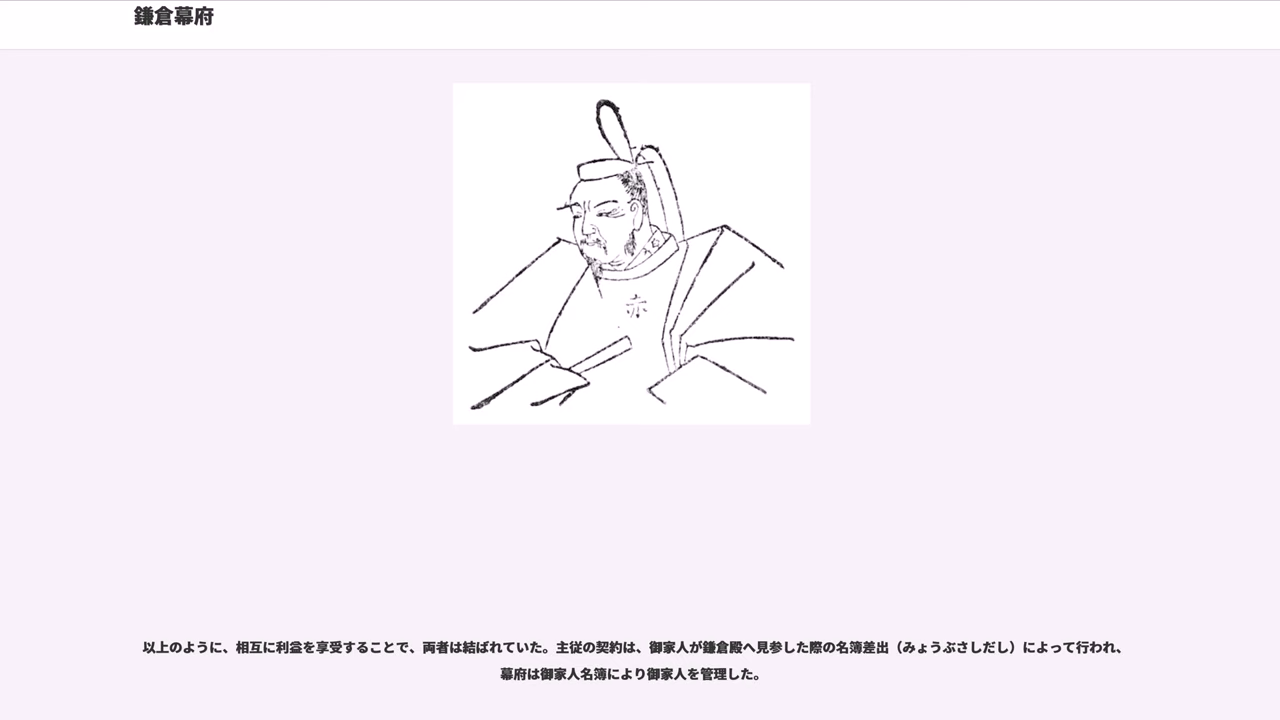 鎌倉幕府
赤
以上のように、相互に利益を享受することで、両者は結ばれていた。主従の契約は、御家人が鎌倉殿へ見参した際の名簿差出（みょうぶさしだし）によって行われ、
幕府は御家人名簿により御家人を管理した。